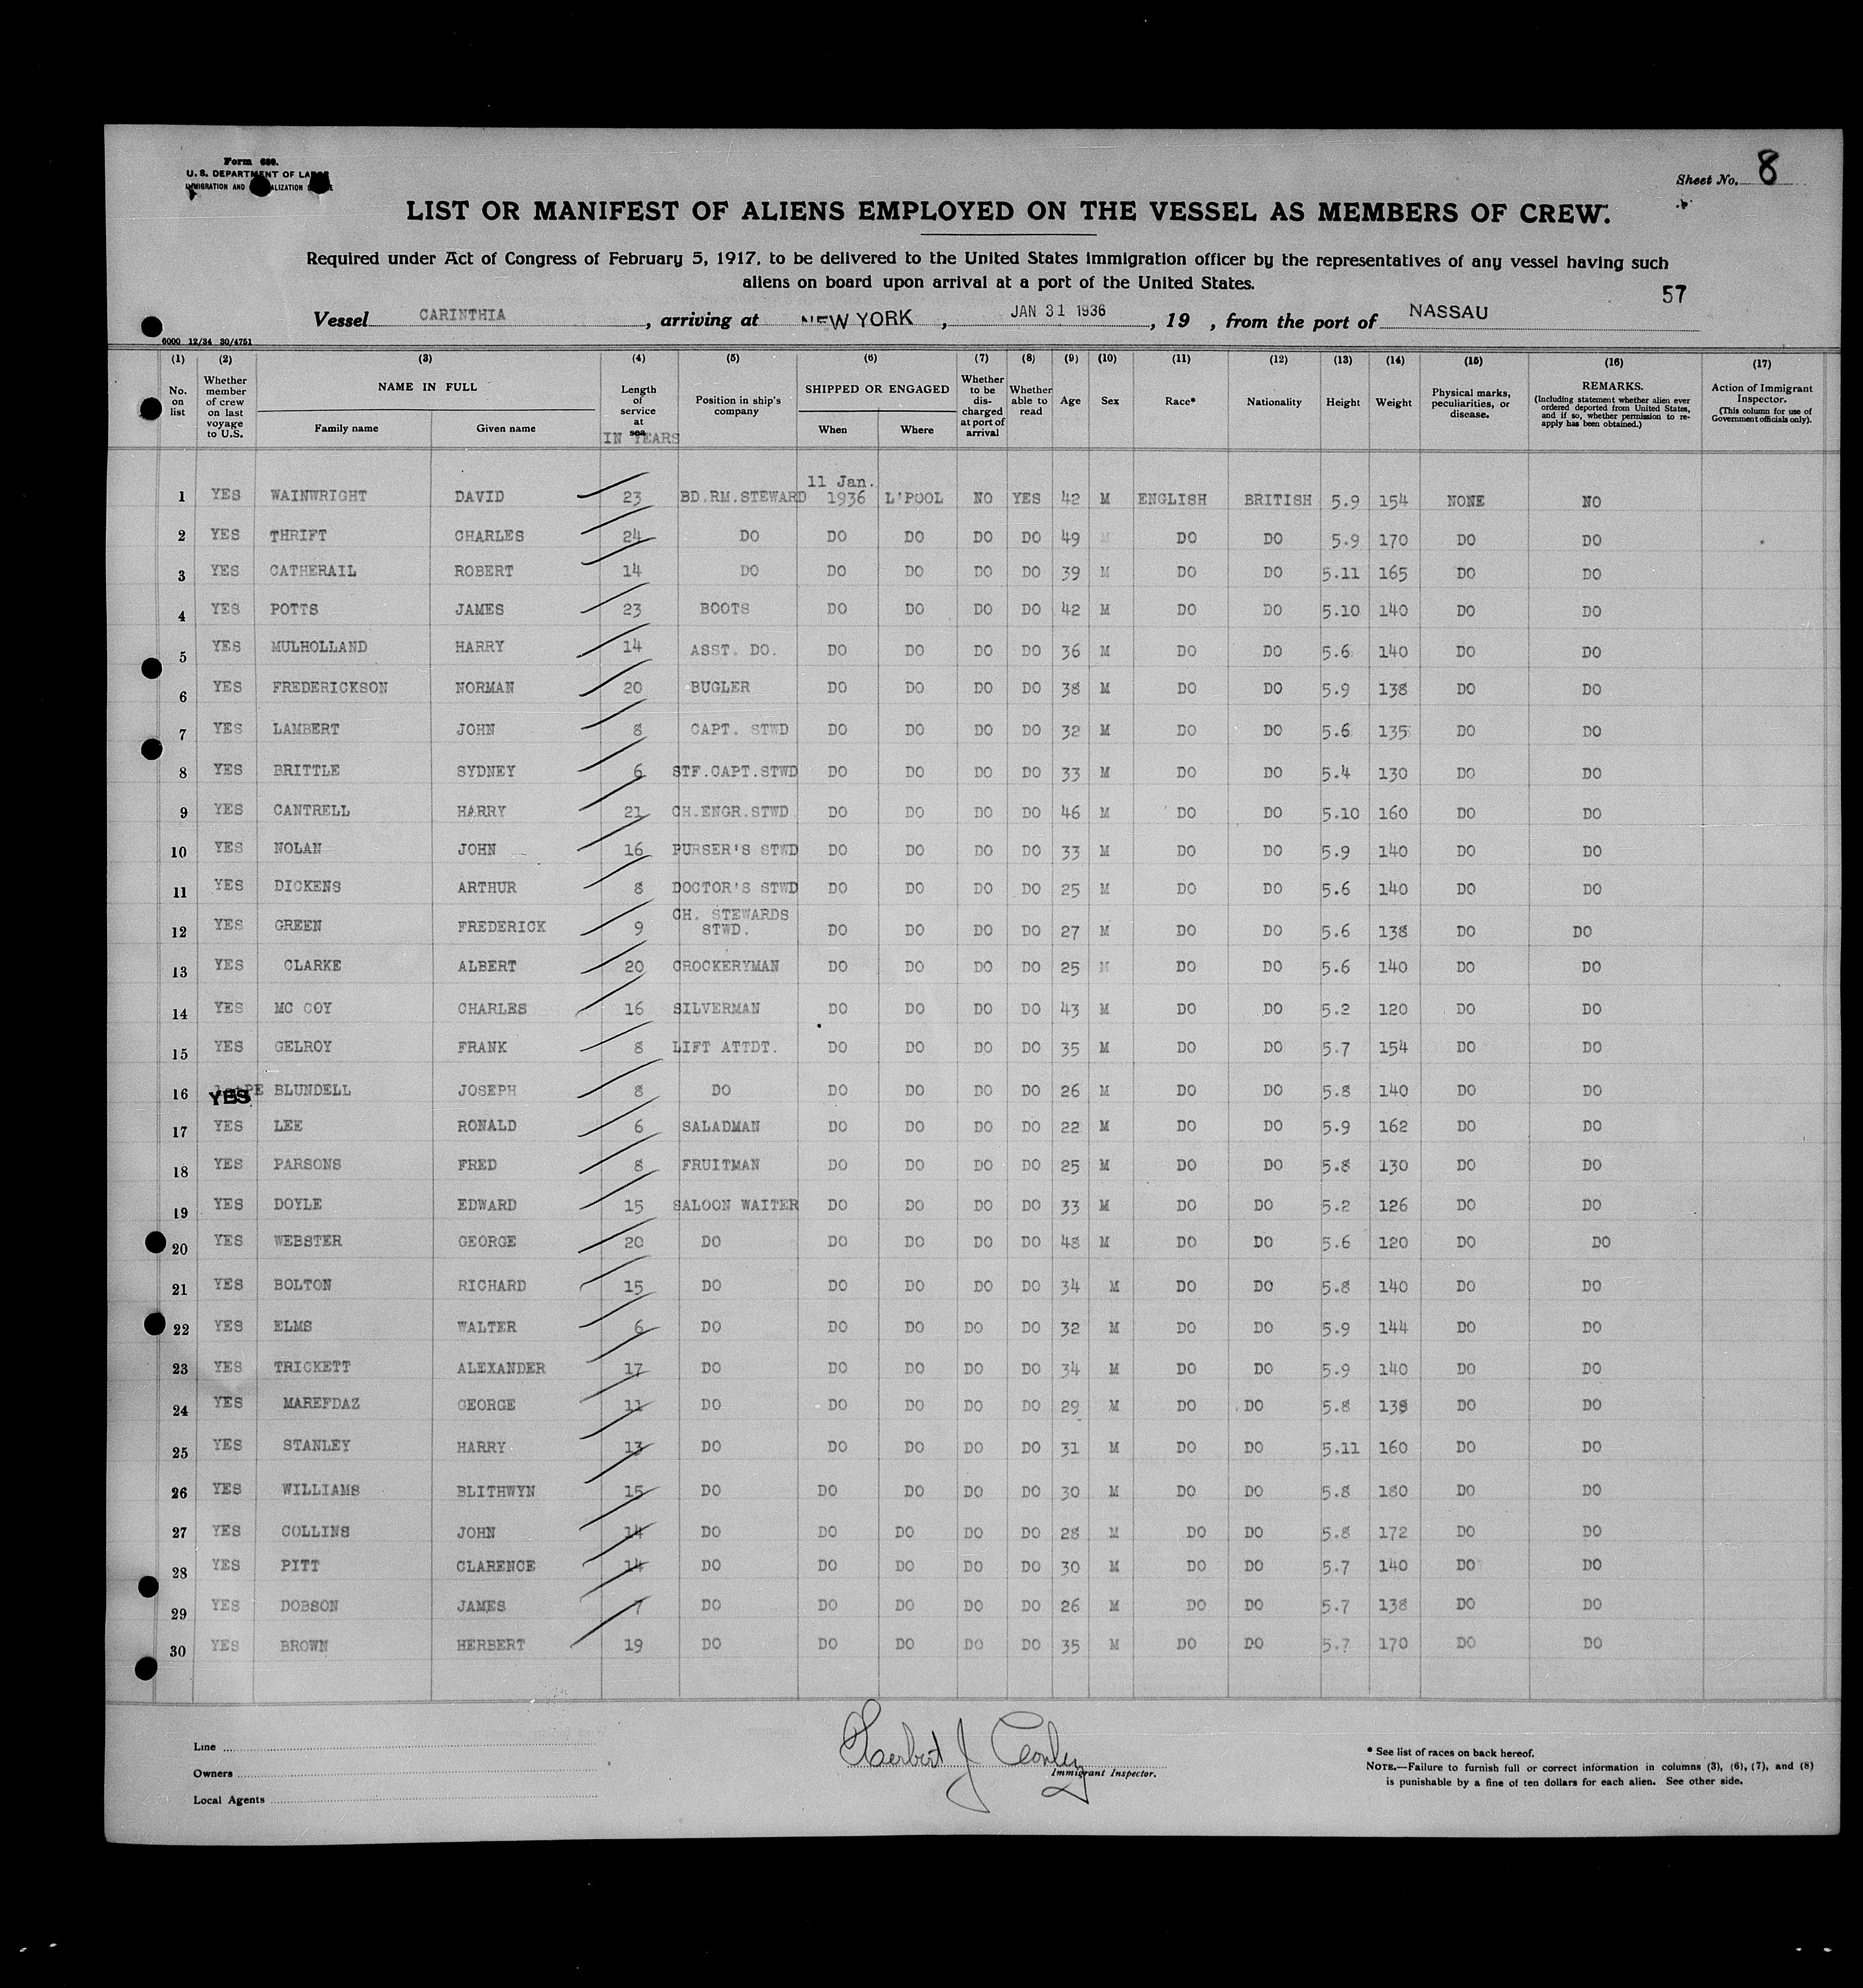 Form 680.
U. S. DEPARTMENT OF LABOR
IMMIGRATION AND
Sheet No. 8
LIST OR MANIFEST OF ALIENS EMPLOYED ON THE VESSEL AS MEMBERS OF CREW.
Required under Act of Congress of February 5, 1917, to be delivered to the United States immigration officer by the representatives of any vessel having such
aliens on board upon arrival at a port of the United States.
57
Vessel CARINTHIA, arriving at NEW YORK, JAN 31 1936, 19 , from the port of NASSAU
6000 12/34 30/4751
(1) (2) (3) (4) (5) (6) (7) (8) (9) (10) (11) (12) (13) (14) (15) (16) (17)
No. on list
Whether member of crew on last voyage to U.S.
NAME IN FULL
Family name
Given name
Length of service at sea
IN YEARS
Position in ship's company
SHIPPED OR ENGAGED
When
Where
Whether to be discharged at port of arrival
Whether able to read
Age
Sex
Race*
Nationality
Height
Weight
Physical marks, peculiarities, or disease.
REMARKS.
(Including statement whether alien ever ordered deported from United States, and if so, whether permission to re-apply has been obtained.)
Action of Immigrant Inspector.
(This column for use of Government officials only).
1 YES WAINWRIGHT DAVID 23 BD.RM.STEWARD 11 Jan. 1936 L'POOL NO YES 42 M ENGLISH BRITISH 5.9 154 NONE NO
2 YES THRIFT CHARLES 24 DO DO DO DO DO 49 M DO DO 5.9 170 DO DO
3 YES CATHERAIL ROBERT 14 DO DO DO DO DO 39 M DO DO 5.11 165 DO DO
4 YES POTTS JAMES 23 BOOTS DO DO DO DO 42 M DO DO 5.10 140 DO DO
5 YES MULHOLLAND HARRY 14 ASST. DO. DO DO DO DO 36 M DO DO 5.6 140 DO DO
6 YES FREDERICKSON NORMAN 20 BUGLER DO DO DO DO 38 M DO DO 5.9 138 DO DO
7 YES LAMBERT JOHN 8 CAPT. STWD DO DO DO DO 32 M DO DO 5.6 135 DO DO
8 YES BRITTLE SYDNEY 6 STF.CAPT.STWD DO DO DO DO 33 M DO DO 5.4 130 DO DO
9 YES CANTRELL HARRY 21 CH.ENGR.STWD DO DO DO DO 46 M DO DO 5.10 160 DO DO
10 YES NOLAN JOHN 16 PURSER'S STWD DO DO DO DO 33 M DO DO 5.9 140 DO DO
11 YES DICKENS ARTHUR 8 DOCTOR'S STWD DO DO DO DO 25 M DO DO 5.6 140 DO DO
12 YES GREEN FREDERICK 9 CH. STEWARDS STWD. DO DO DO DO 27 M DO DO 5.6 138 DO DO
13 YES CLARKE ALBERT 20 CROCKERYMAN DO DO DO DO 25 M DO DO 5.6 140 DO DO
14 YES MC COY CHARLES 16 SILVERMAN DO DO DO DO 43 M DO DO 5.2 120 DO DO
15 YES GELROY FRANK 8 LIFT ATTDT. DO DO DO DO 35 M DO DO 5.7 154 DO DO
16 YES BLUNDELL JOSEPH 8 DO DO DO DO DO 26 M DO DO 5.8 140 DO DO
17 YES LEE RONALD 6 SALADMAN DO DO DO DO 22 M DO DO 5.9 162 DO DO
18 YES PARSONS FRED 8 FRUITMAN DO DO DO DO 25 M DO DO 5.8 130 DO DO
19 YES DOYLE EDWARD 15 SALOON WAITER DO DO DO DO 33 M DO DO 5.2 126 DO DO
20 YES WEBSTER GEORGE 20 DO DO DO DO DO 48 M DO DO 5.6 120 DO DO
21 YES BOLTON RICHARD 15 DO DO DO DO DO 34 M DO DO 5.8 140 DO DO
22 YES ELMS WALTER 6 DO DO DO DO DO 32 M DO DO 5.9 144 DO DO
23 YES TRICKETT ALEXANDER 17 DO DO DO DO DO 34 M DO DO 5.9 140 DO DO
24 YES MAREFDAZ GEORGE 11 DO DO DO DO DO 29 M DO DO 5.8 138 DO DO
25 YES STANLEY HARRY 13 DO DO DO DO DO 31 M DO DO 5.11 160 DO DO
26 YES WILLIAMS BLITHWYN 15 DO DO DO DO DO 30 M DO DO 5.8 180 DO DO
27 YES COLLINS JOHN 14 DO DO DO DO DO 28 M DO DO 5.8 172 DO DO
28 YES PITT CLARENCE 14 DO DO DO DO DO 30 M DO DO 5.7 140 DO DO
29 YES DOBSON JAMES 7 DO DO DO DO DO 26 M DO DO 5.7 138 DO DO
30 YES BROWN HERBERT 19 DO DO DO DO DO 35 M DO DO 5.7 170 DO DO
Line
Owners
Local Agents
Herbert J
Immigrant Inspector.
* See list of races on back hereof.
NOTE.—Failure to furnish full or correct information in columns (3), (6), (7), and (8)
is punishable by a fine of ten dollars for each alien. See other side.